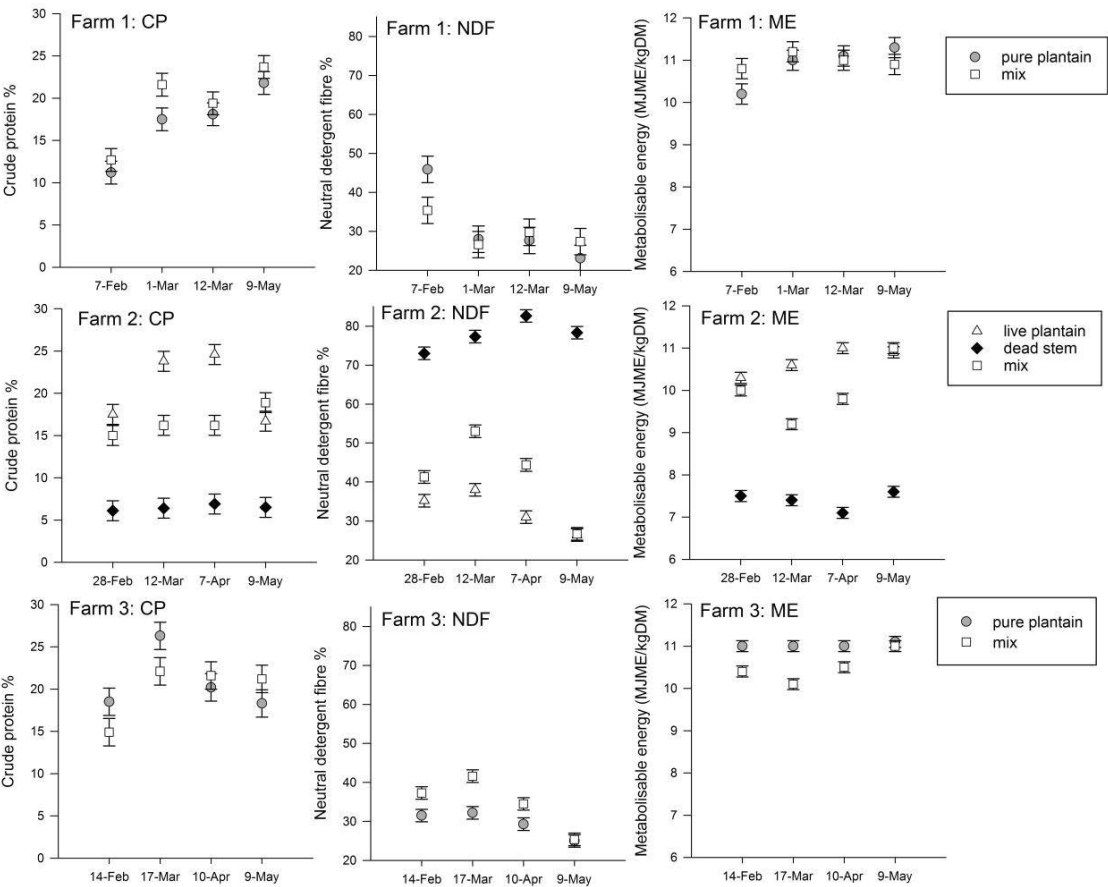 Farm 1: CP
Crude protein %
30
25
20
15
10
5
0
7-Feb 1-Mar 12-Mar 9-May
Farm 1: NDF
Neutral detergent fibre %
80
70
60
50
40
30
20
7-Feb 1-Mar 12-Mar 9-May
Farm 1: ME
Metabolisable energy (MJME/kgDM)
12
11
10
9
8
7
6
7-Feb 1-Mar 12-Mar 9-May
pure plantain
mix
Farm 2: CP
Crude protein %
30
25
20
15
10
5
0
28-Feb 12-Mar 7-Apr 9-May
Farm 2: NDF
Neutral detergent fibre %
80
70
60
50
40
30
20
28-Feb 12-Mar 7-Apr 9-May
Farm 2: ME
Metabolisable energy (MJME/kgDM)
12
11
10
9
8
7
6
28-Feb 12-Mar 7-Apr 9-May
live plantain
dead stem
mix
Farm 3: CP
Crude protein %
30
25
20
15
10
5
0
14-Feb 17-Mar 10-Apr 9-May
Farm 3: NDF
Neutral detergent fibre %
80
70
60
50
40
30
20
14-Feb 17-Mar 10-Apr 9-May
Farm 3: ME
Metabolisable energy (MJME/kgDM)
12
11
10
9
8
7
6
14-Feb 17-Mar 10-Apr 9-May
pure plantain
mix